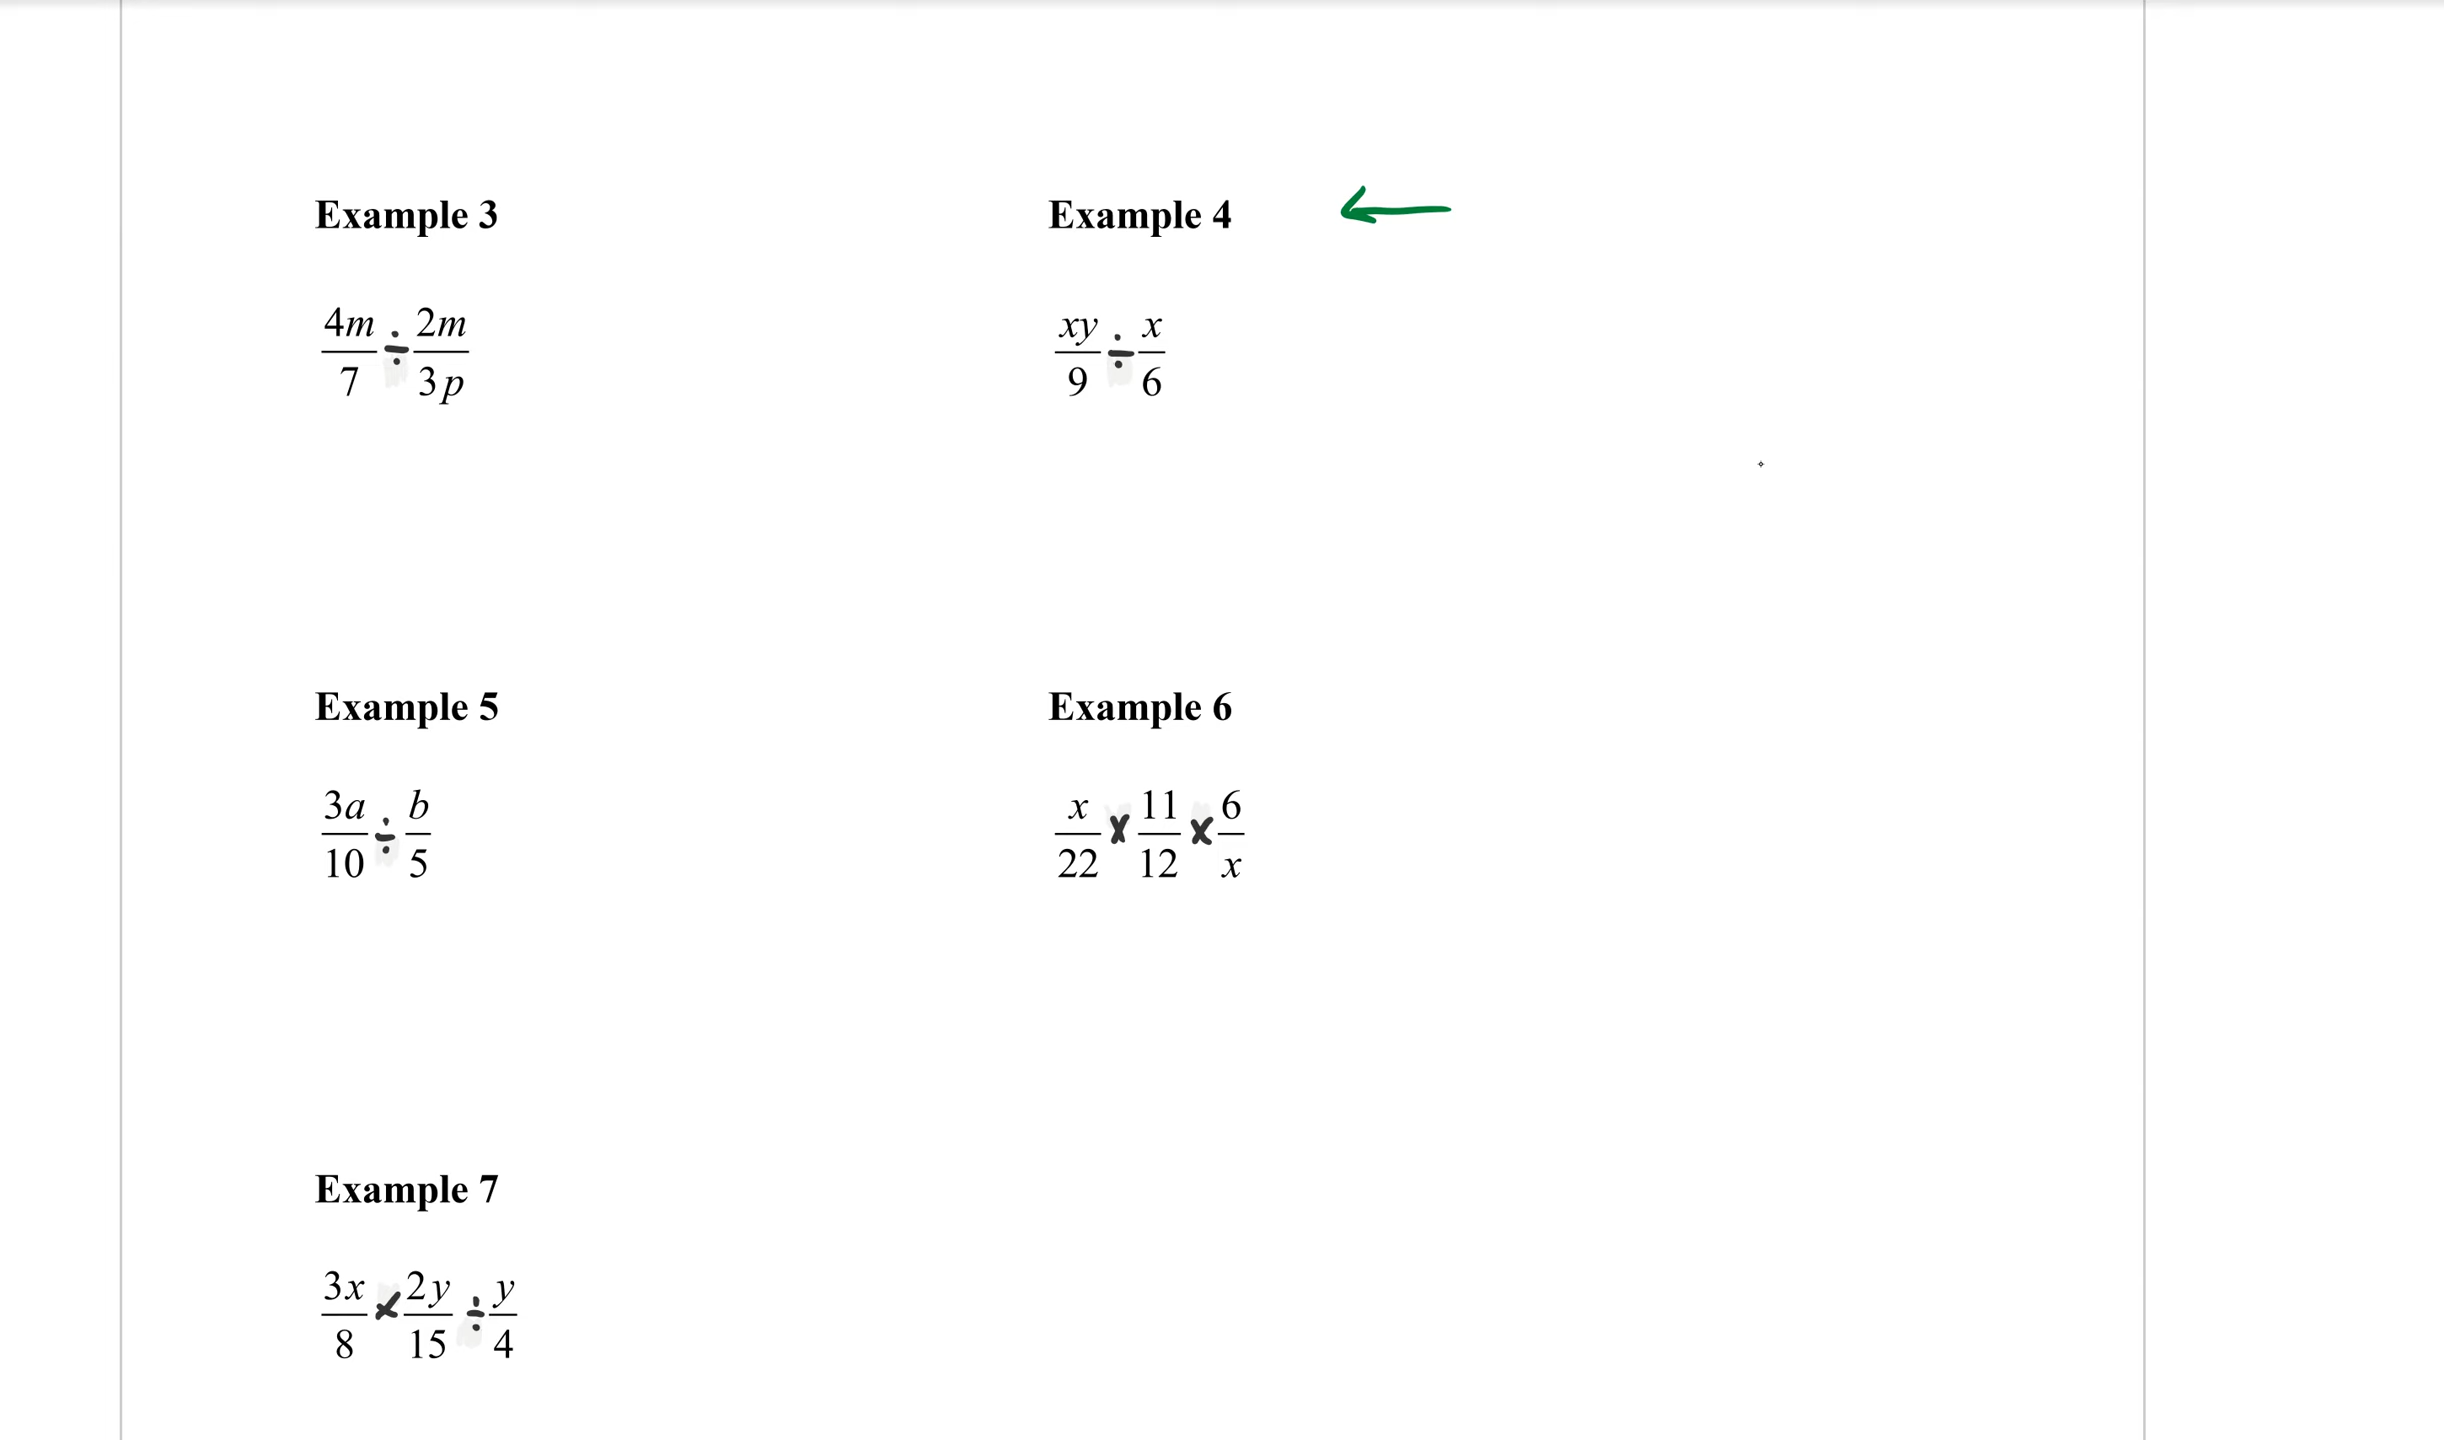 Example 3
Example 4
4m/7 ÷ 2m/3p
xy/9 ÷ x/6
Example 5
Example 6
3a/10 ÷ b/5
x/22 × 11/12 × 6/x
Example 7
3x/8 × 2y/15 ÷ y/4